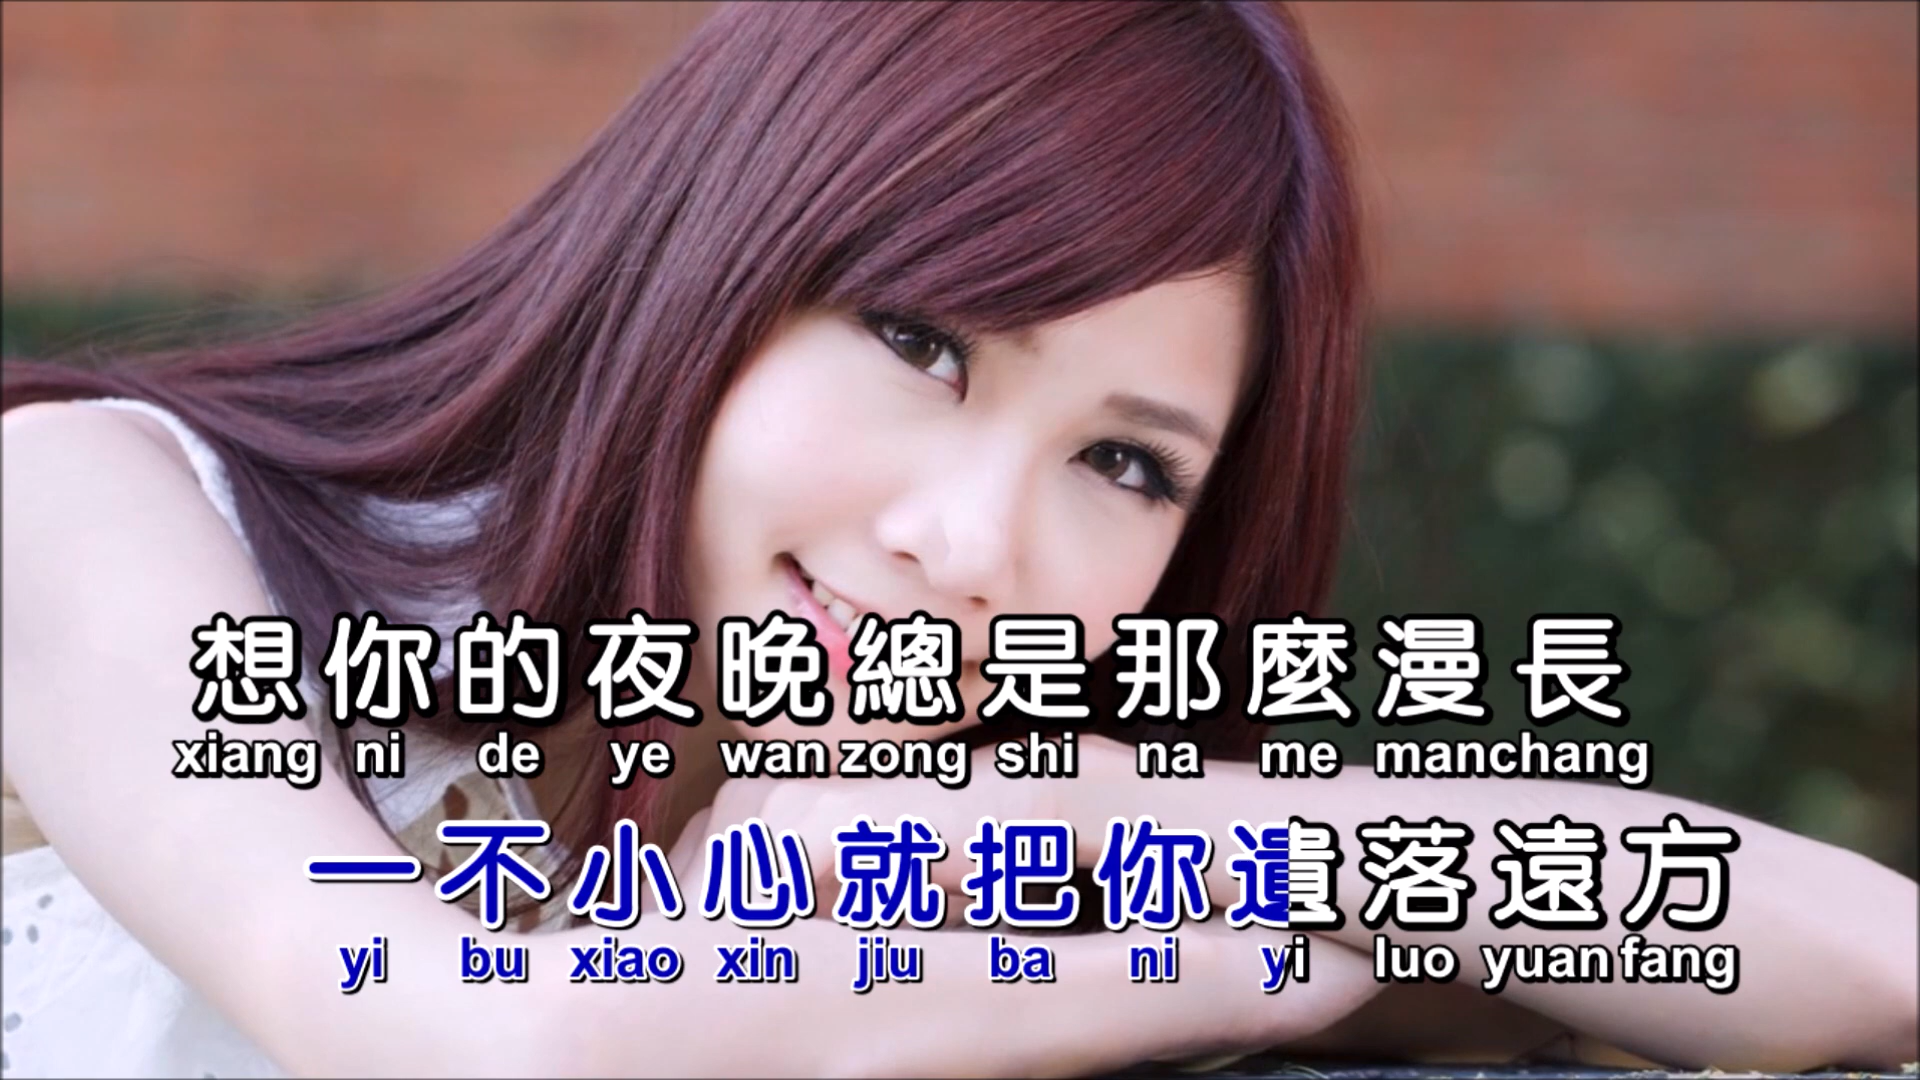 想你的夜晚總是那麼漫長
xiang ni de ye wan zong shi na me manchang
一不小心就把你遺落遠方
yi bu xiao xin jiu ba ni yi luo yuan fang